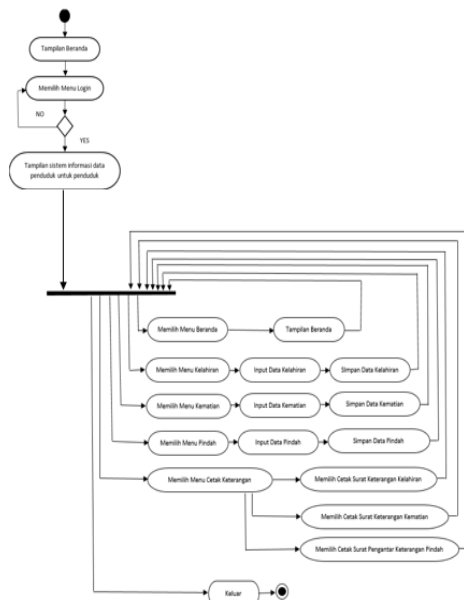 Tampilan Beranda
Memilih Menu Login
NO
YES
Tampilan sistem informasi data
penduduk untuk penduduk
Memilih Menu Beranda
Tampilan Beranda
Memilih Menu Kelahiran
Input Data Kelahiran
Simpan Data Kelahiran
Memilih Menu Kematian
Input Data Kematian
Simpan Data Kematian
Memilih Menu Pindah
Input Data Pindah
Simpan Data Pindah
Memilih Menu Cetak Keterangan
Memilih Cetak Surat Keterangan Kelahiran
Memilih Cetak Surat Keterangan Kematian
Memilih Cetak Surat Pengantar Keterangan Pindah
Keluar